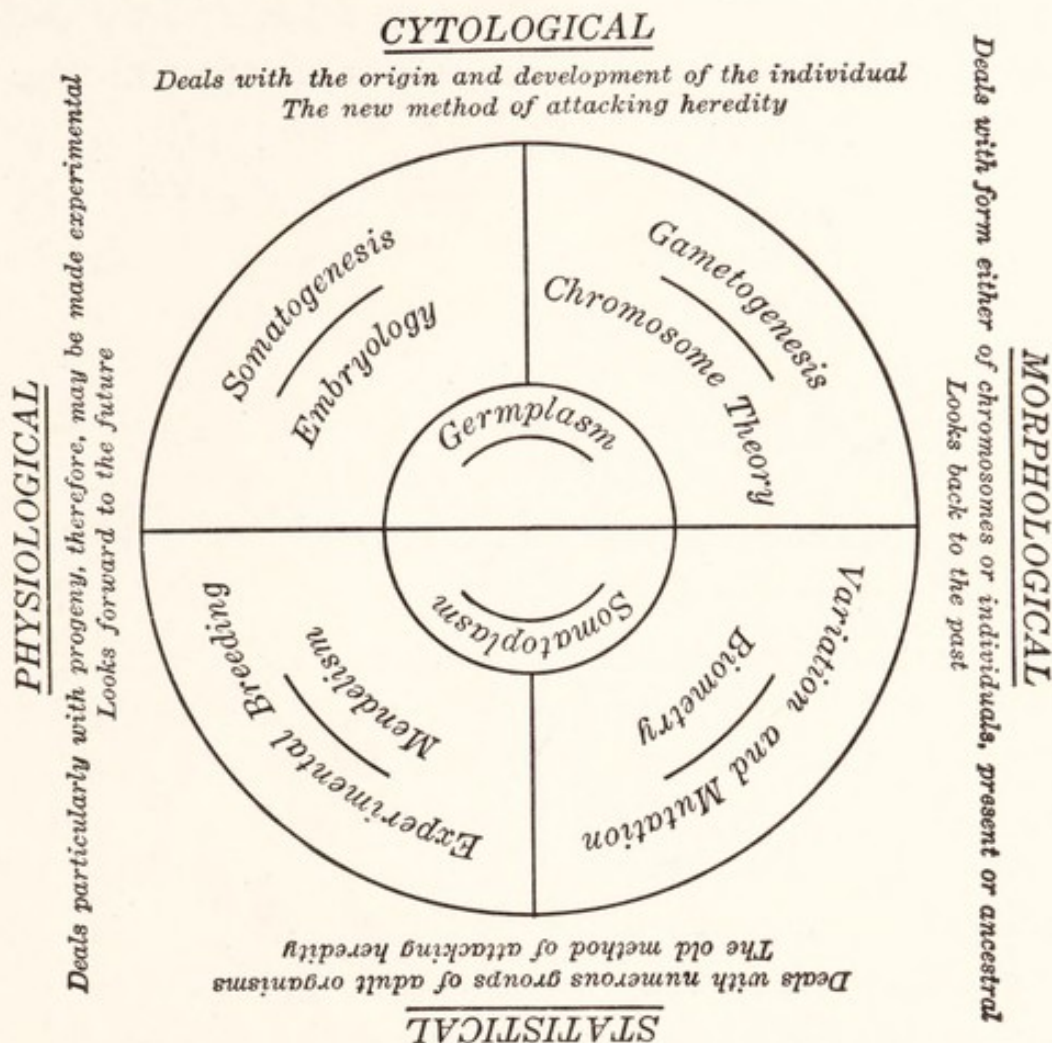 CYTOLOGICAL
Deals with the origin and development of the individual
The new method of attacking heredity
PHYSIOLOGICAL
Deals particularly with progeny, therefore, may be made experimental
Looks forward to the future
MORPHOLOGICAL
Deals with form either of chromosomes or individuals, present or ancestral
Looks back to the past
Somatogenesis
Embryology
Gametogenesis
Chromosome Theory
Germplasm
Somatoplasm
Experimental Breeding
Mendelism
Variation and Mutation
Biometry
STATISTICAL
Deals with numerous groups of adult organisms
The old method of attacking heredity